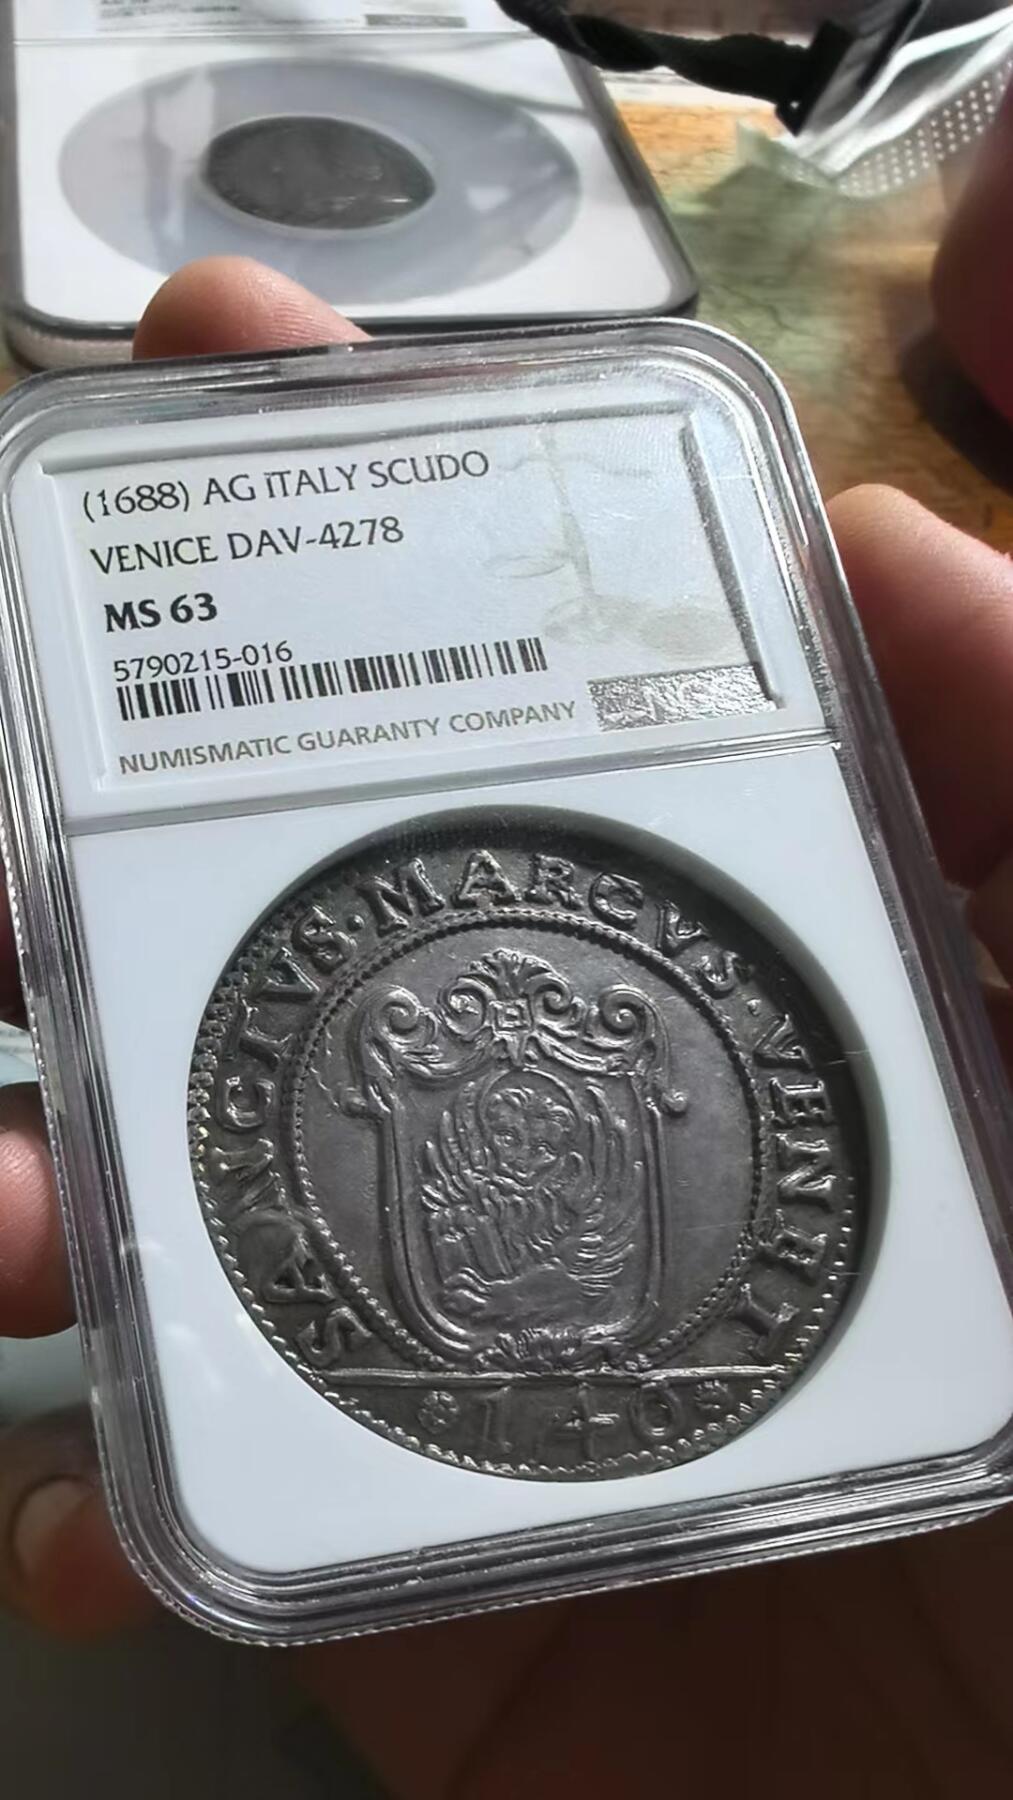 (1688) AG ITALY SCUDO
VENICE DAV-4278
MS 63
5790215-016
NUMISMATIC GUARANTY COMPANY
SANCTVS·MARCVS·VENET
140